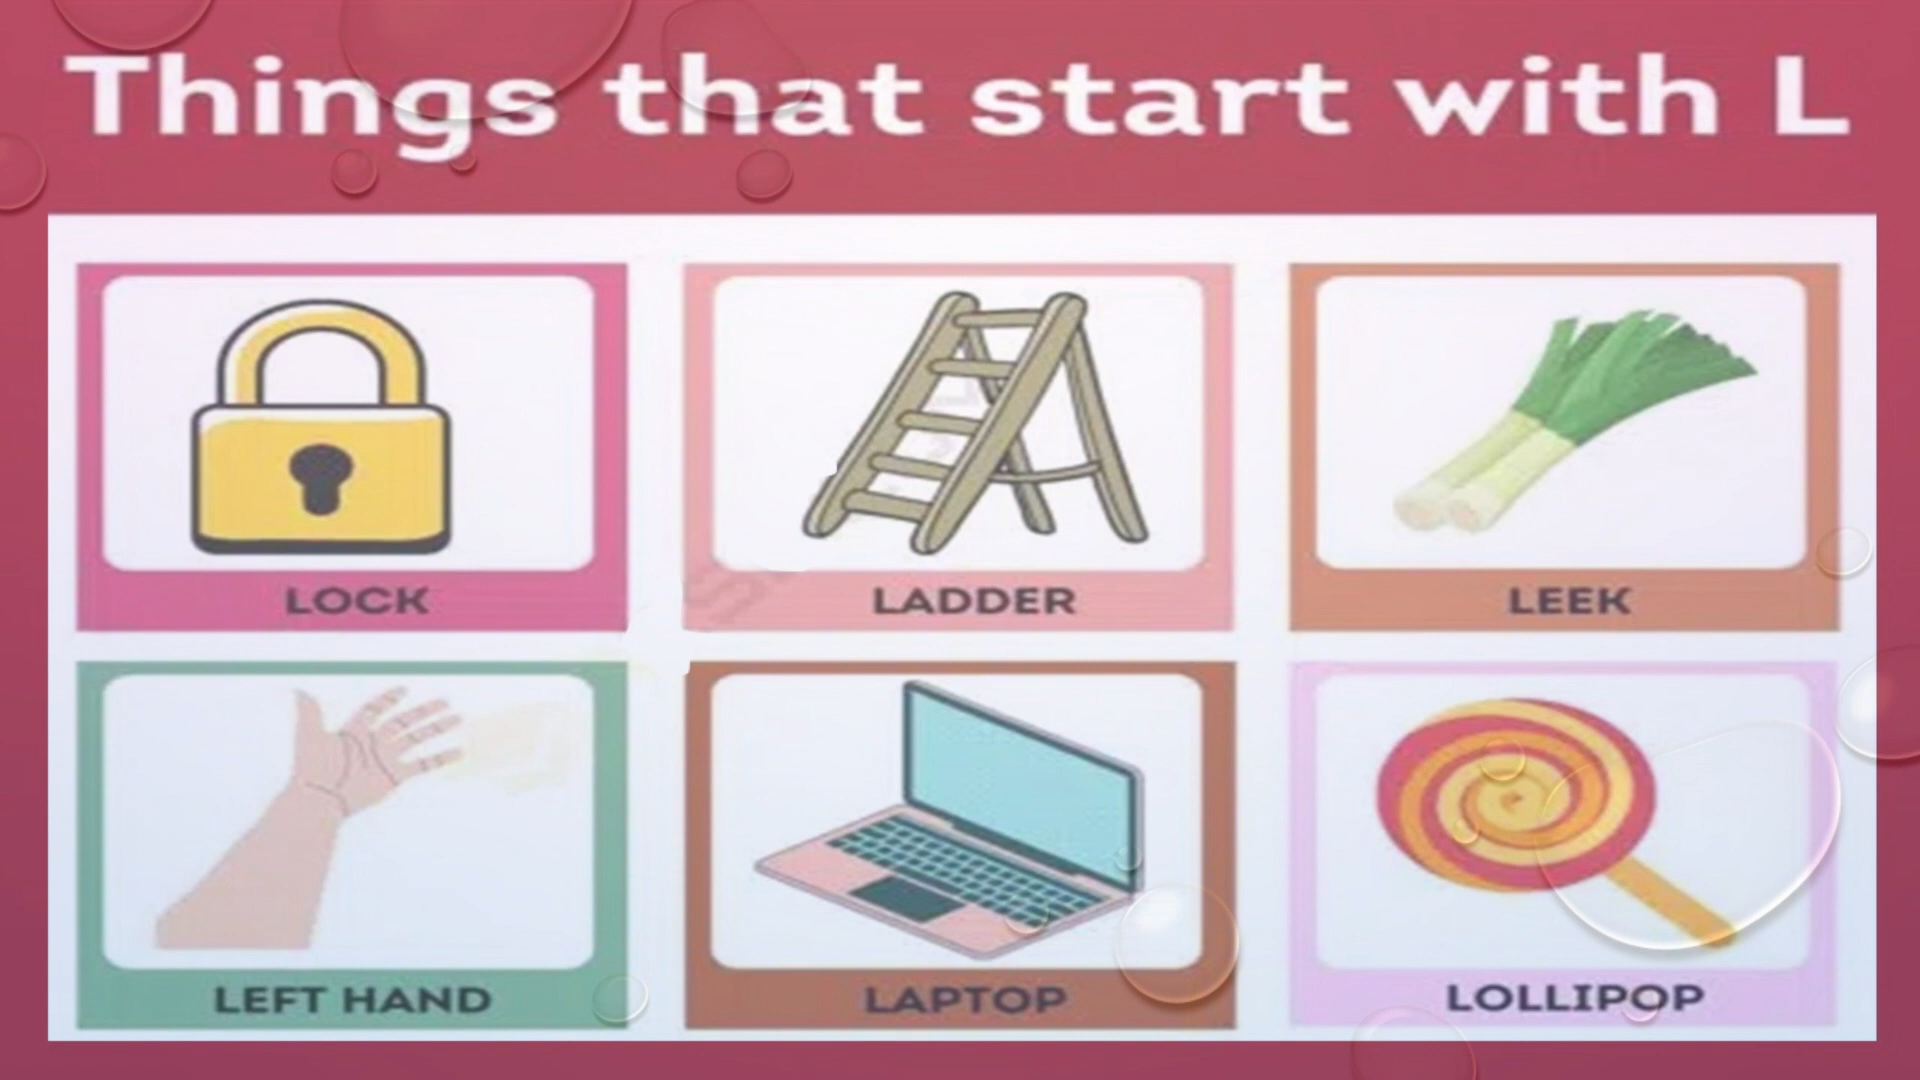 Things that start with L
LOCK
LADDER
LEEK
LEFT HAND
LAPTOP
LOLLIPOP